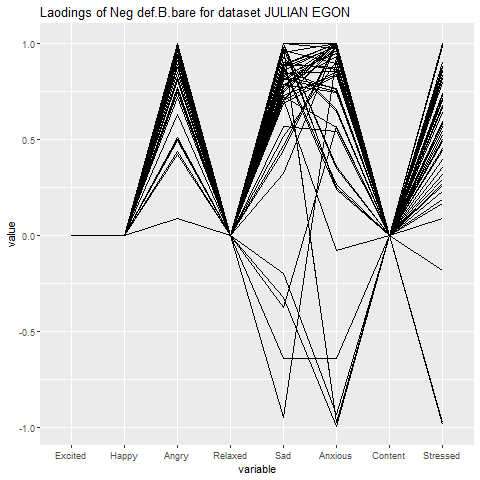 Laodings of Neg def.B.bare for dataset JULIAN EGON
1.0
0.5
0.0
-0.5
-1.0
value
Excited Happy Angry Relaxed Sad Anxious Content Stressed
variable